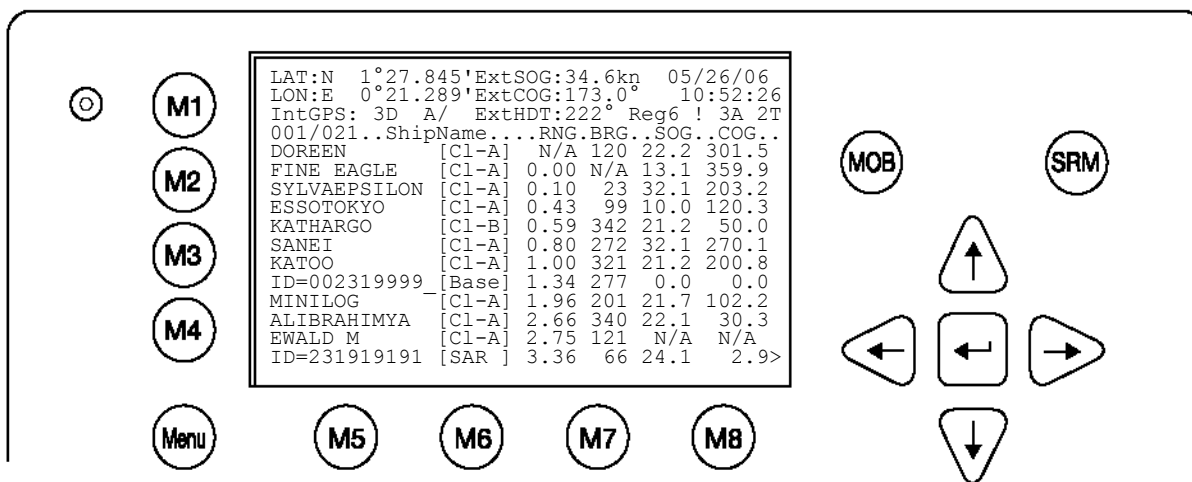 LAT:N  1°27.845'ExtSOG:34.6kn  05/26/06
LON:E  0°21.289'ExtCOG:173.0°  10:52:26
IntGPS: 3D  A/  ExtHDT:222° Reg6 ! 3A 2T
001/021..ShipName....RNG.BRG..SOG..COG..
DOREEN       [Cl-A]  N/A 120 22.2 301.5
FINE EAGLE   [Cl-A] 0.00 N/A 13.1 359.9
SYLVAEPSILON [Cl-A] 0.10  23 32.1 203.2
ESSOTOKYO    [Cl-A] 0.43  99 10.0 120.3
KATHARGO     [Cl-B] 0.59 342 21.2  50.0
SANEI        [Cl-A] 0.80 272 32.1 270.1
KATOO        [Cl-A] 1.00 321 21.2 200.8
ID=002319999_[Base] 1.34 277  0.0   0.0
MINILOG      [Cl-A] 1.96 201 21.7 102.2
ALIBRAHIMYA  [Cl-A] 2.66 340 22.1  30.3
EWALD M      [Cl-A] 2.75 121  N/A  N/A
ID=231919191 [SAR ] 3.36  66 24.1   2.9>
M1
M2
M3
M4
Menu
M5
M6
M7
M8
MOB
SRM